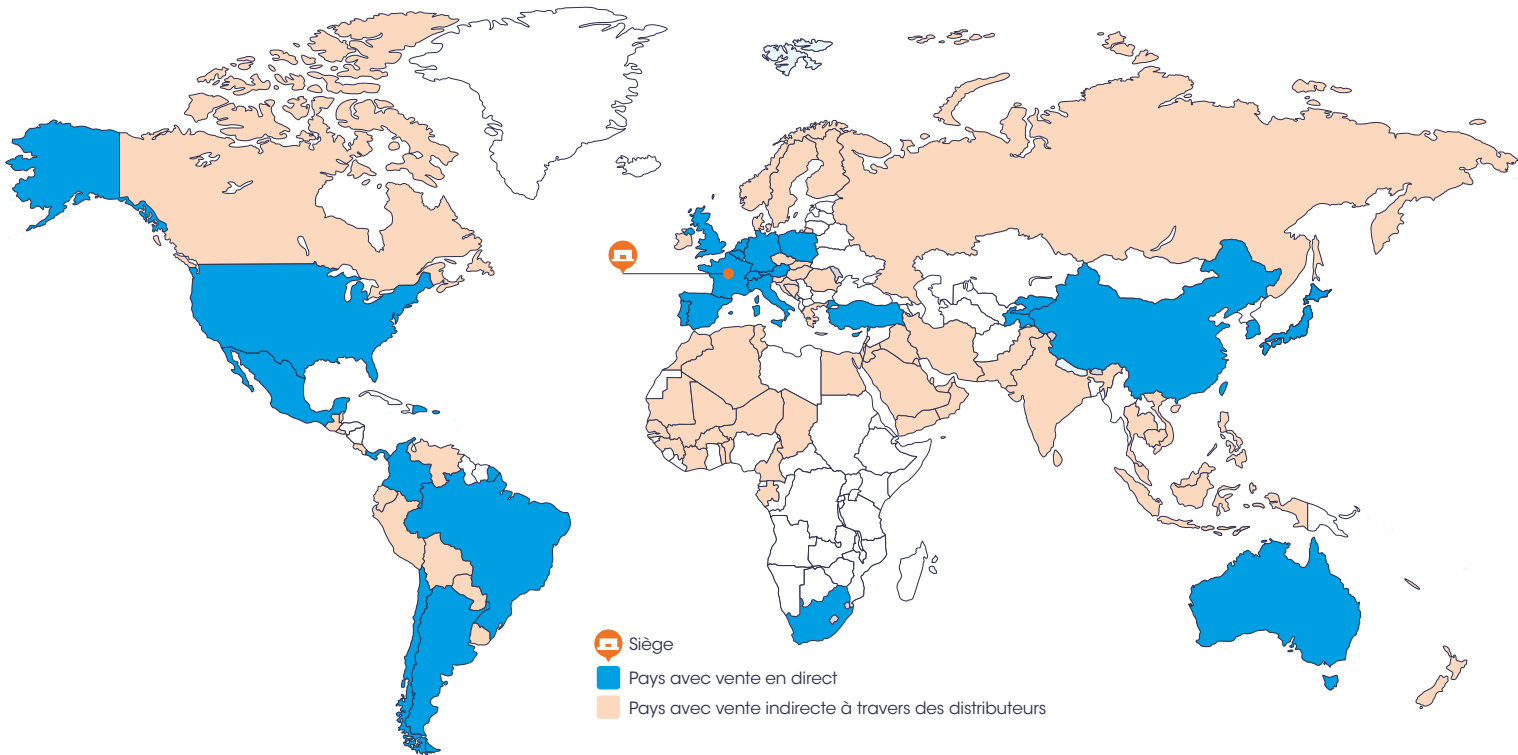 Siège
Pays avec vente en direct
Pays avec vente indirecte à travers des distributeurs